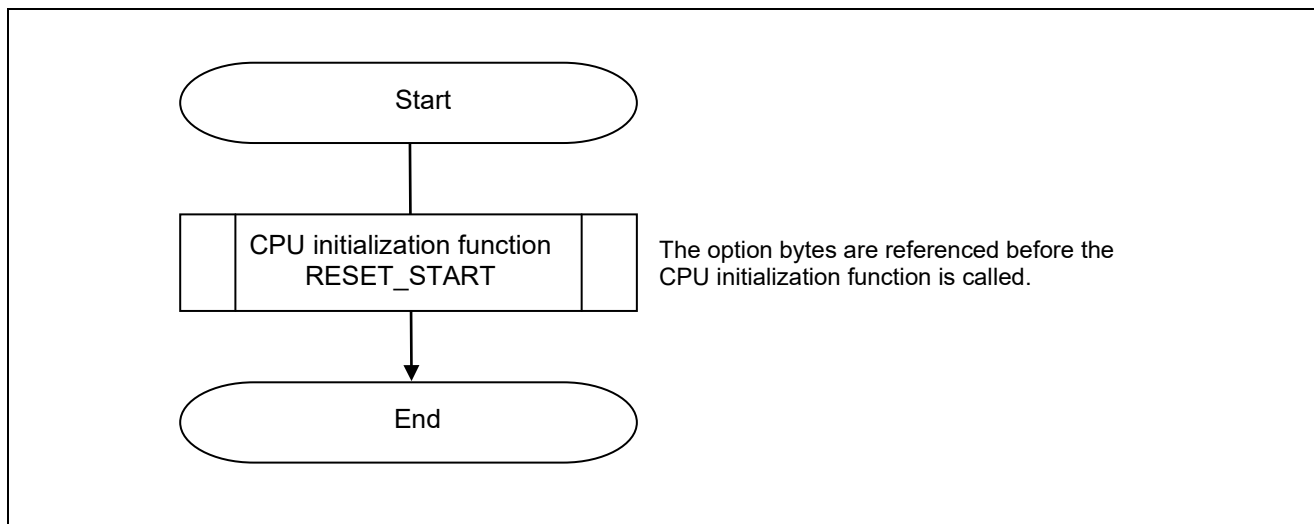 Start
CPU initialization function
RESET_START
The option bytes are referenced before the
CPU initialization function is called.
End